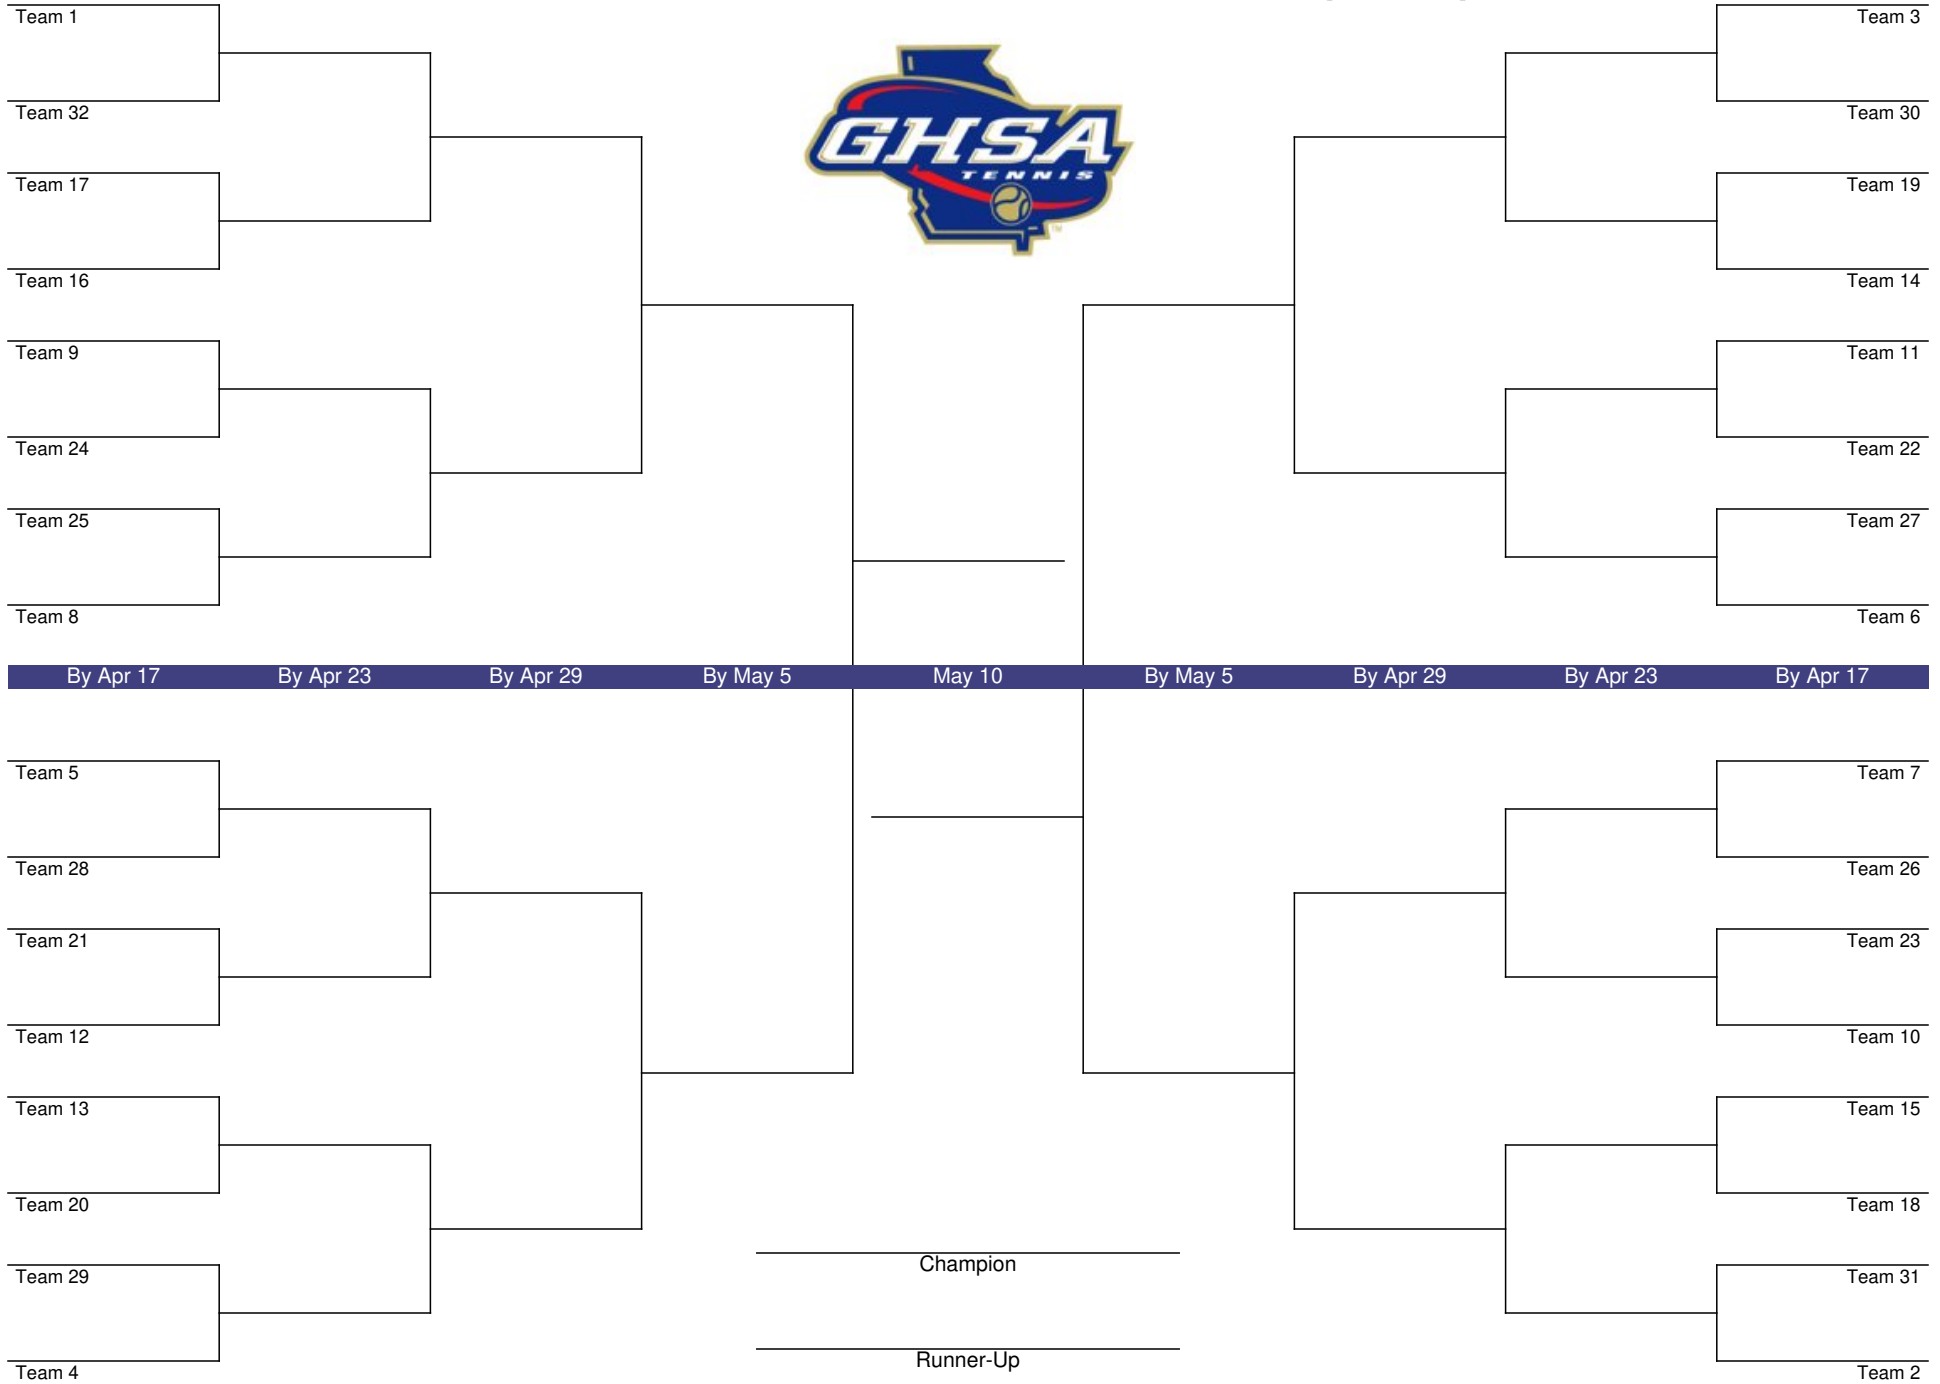 Team 1
Team 32
Team 17
Team 16
Team 9
Team 24
Team 25
Team 8
GHSA
TENNIS
TM
Team 3
Team 30
Team 19
Team 14
Team 11
Team 22
Team 27
Team 6
By Apr 17 By Apr 23 By Apr 29 By May 5 May 10 By May 5 By Apr 29 By Apr 23 By Apr 17
Team 5
Team 28
Team 21
Team 12
Team 13
Team 20
Team 29
Team 4
Champion
Runner-Up
Team 7
Team 26
Team 23
Team 10
Team 15
Team 18
Team 31
Team 2